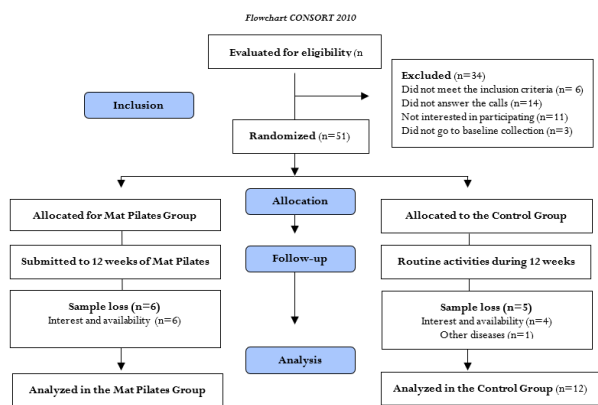 Flowchart CONSORT 2010
Evaluated for eligibility (n
Excluded (n=34)
Did not meet the inclusion criteria (n= 6)
Did not answer the calls (n=14)
Not interested in participating (n=11)
Did not go to baseline collection (n=3)
Inclusion
Randomized (n=51)
Allocation
Allocated for Mat Pilates Group
Allocated to the Control Group
Follow-up
Submitted to 12 weeks of Mat Pilates
Routine activities during 12 weeks
Sample loss (n=6)
Interest and availability (n=6)
Sample loss (n=5)
Interest and availability (n=4)
Other diseases (n=1)
Analysis
Analyzed in the Mat Pilates Group
Analyzed in the Control Group (n=12)